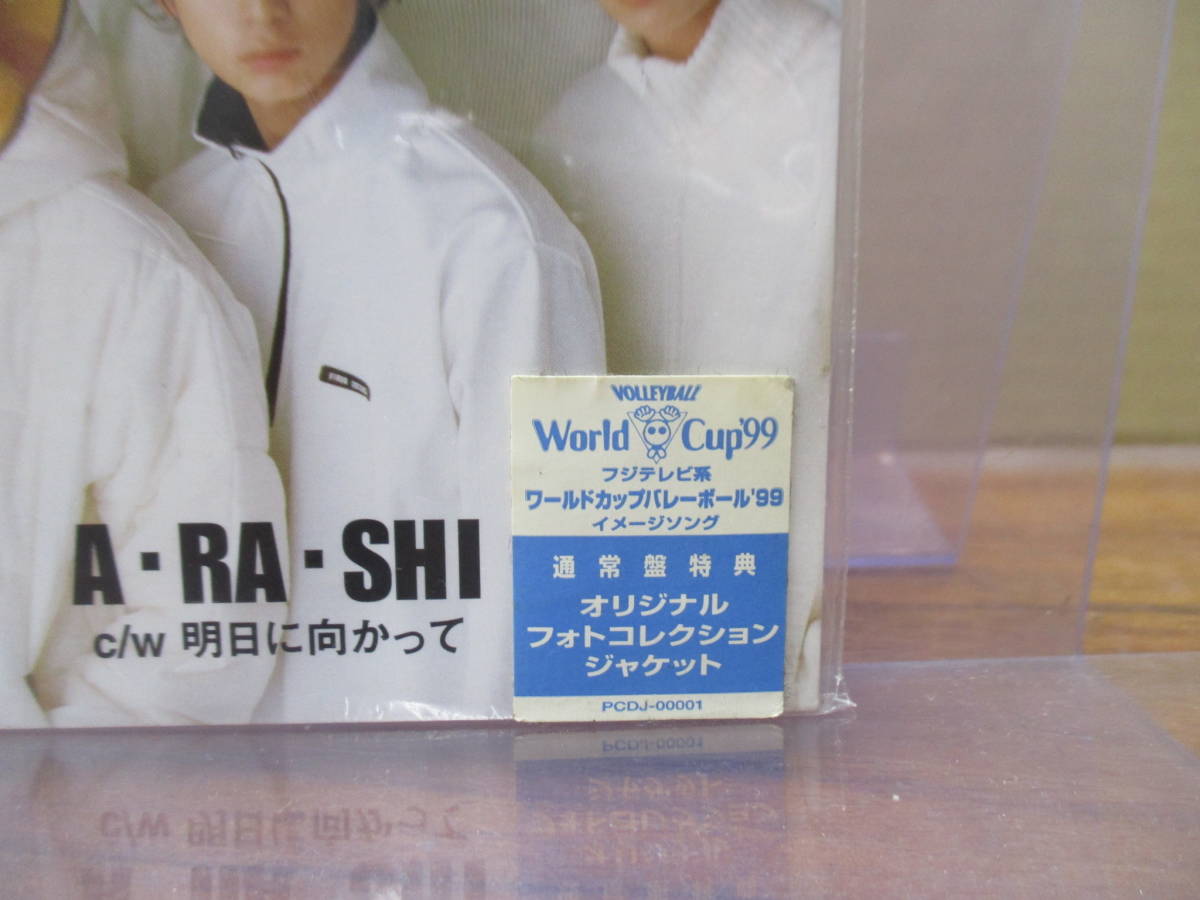 A・RA・SHI
c/w 明日に向かって
VOLLEYBALL
World Cup'99
フジテレビ系
ワールドカップバレーボール'99
イメージソング
通常盤特典
オリジナル
フォトコレクション
ジャケット
PCDJ-00001